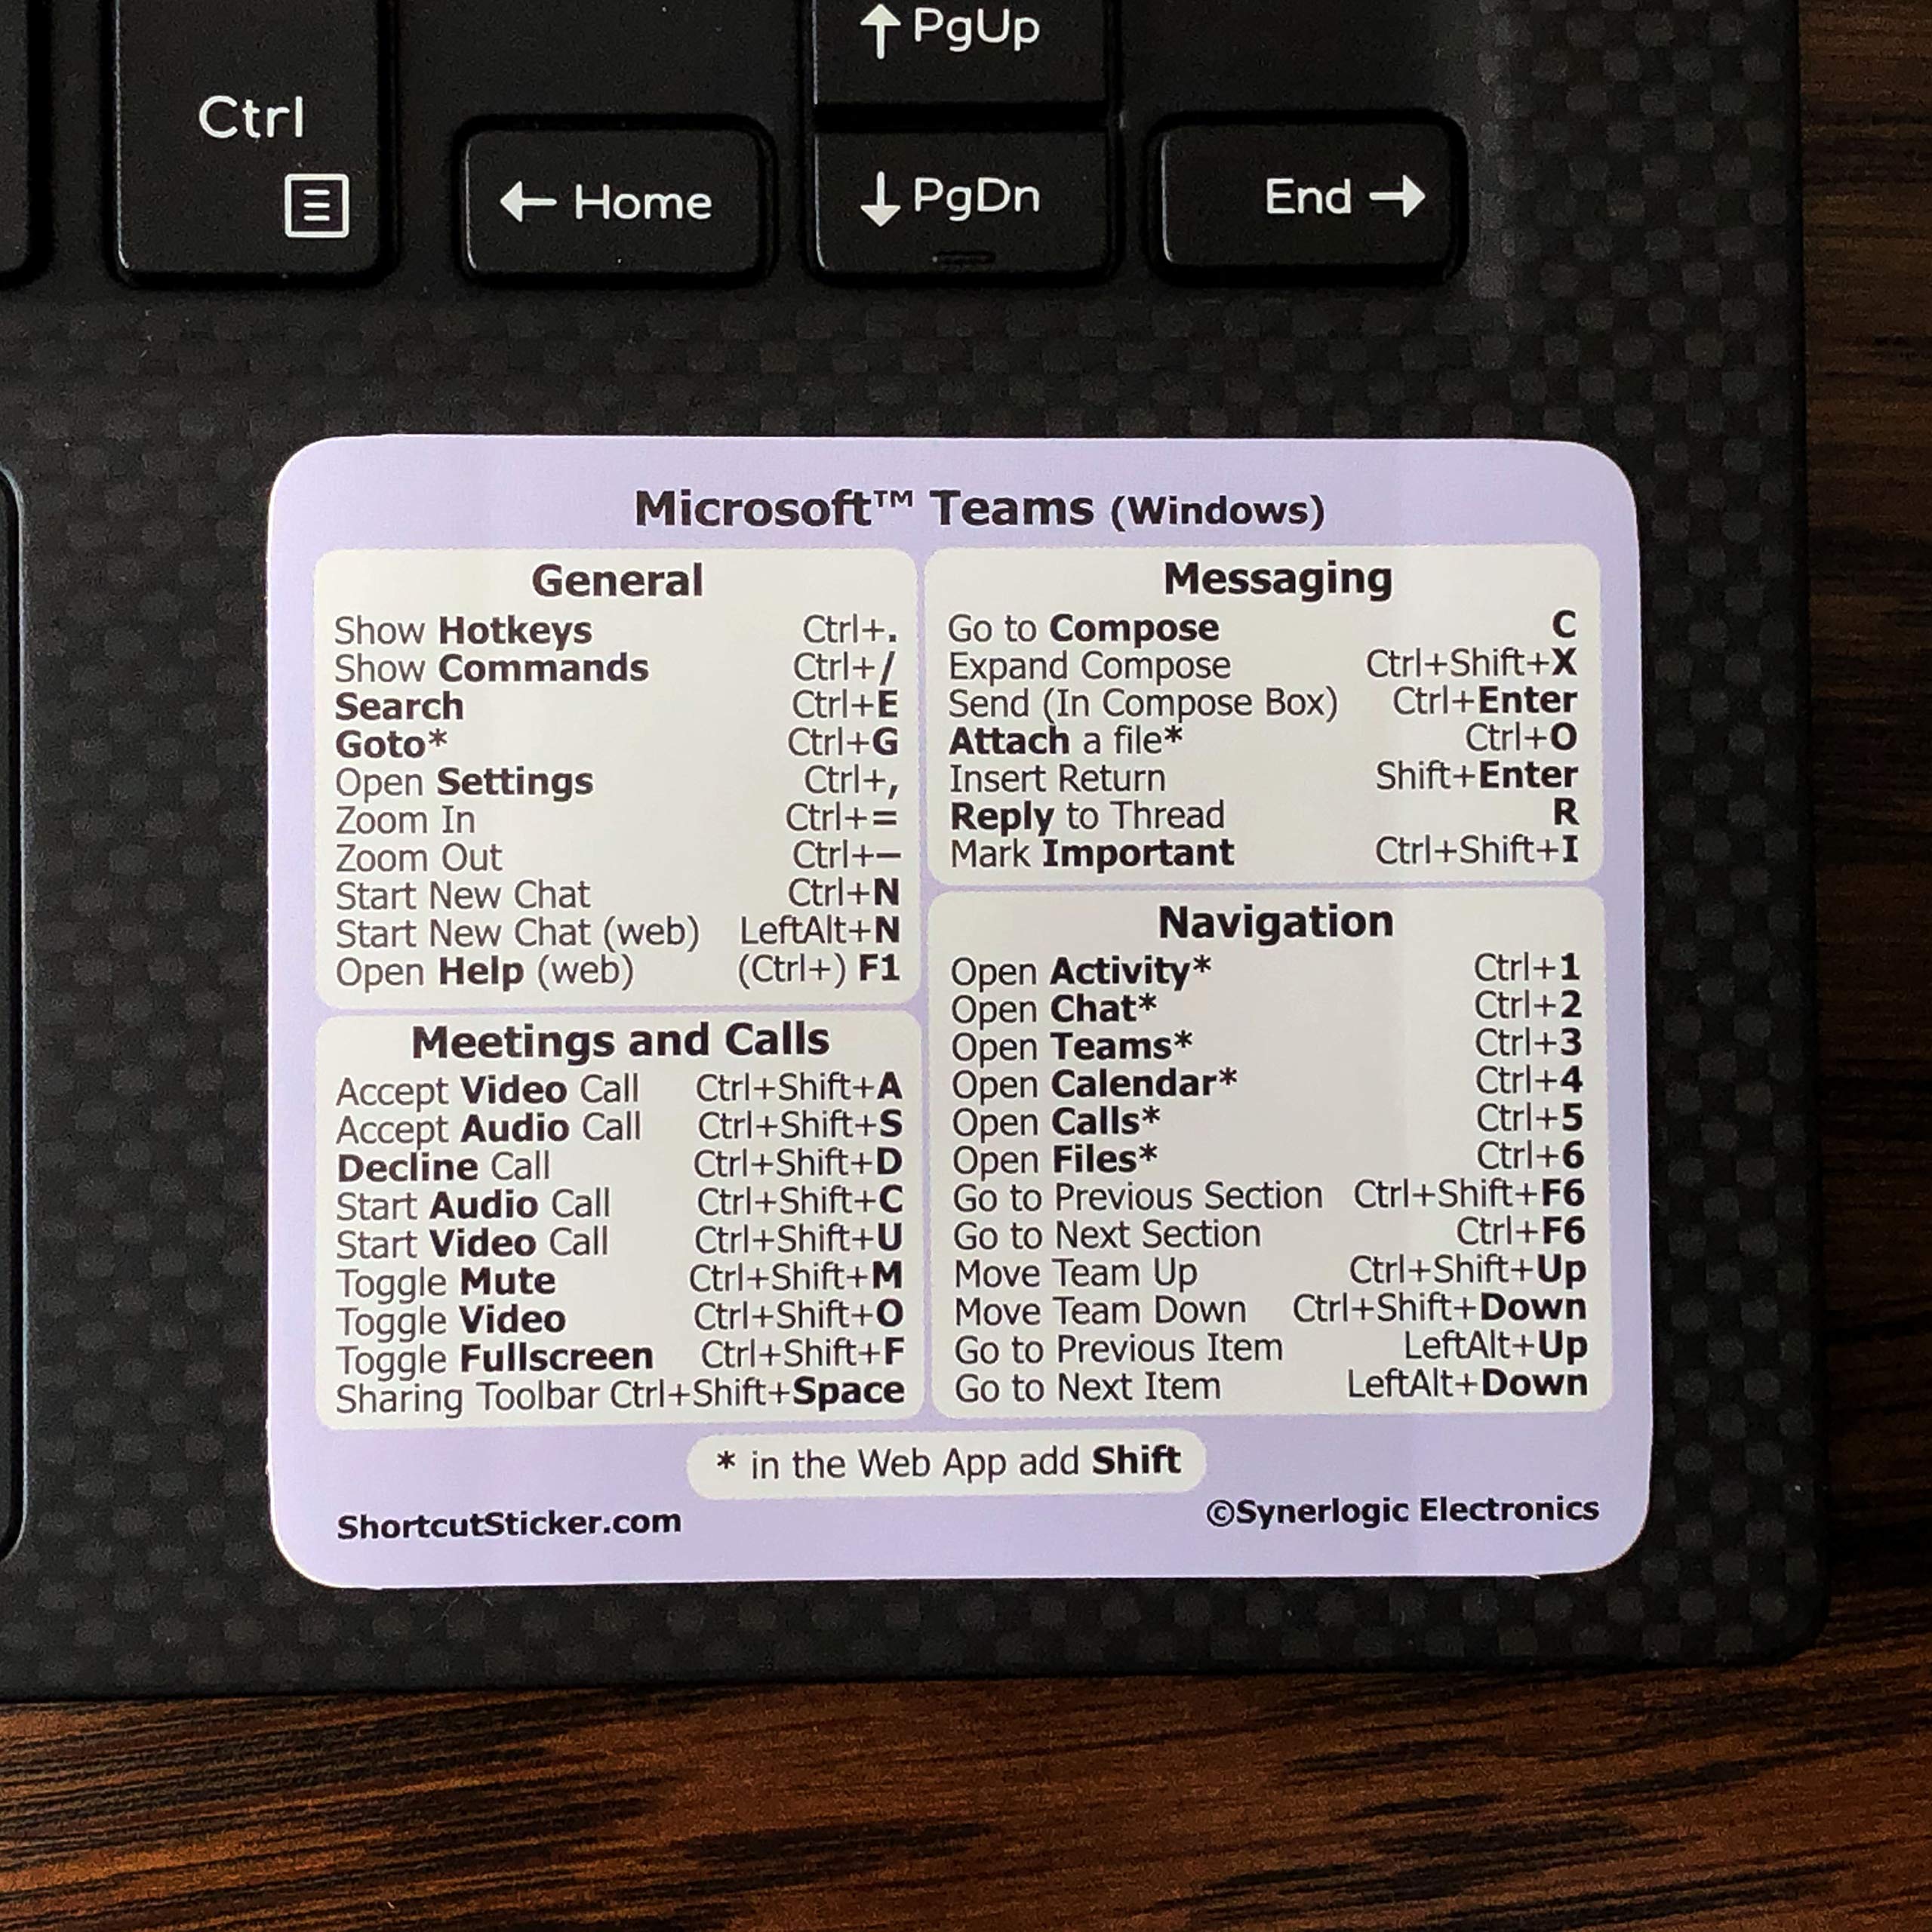 ↑ PgUp
Ctrl
← Home
↓ PgDn
End →
Microsoft™ Teams (Windows)
General
Show Hotkeys Ctrl+.
Show Commands Ctrl+/
Search Ctrl+E
Goto* Ctrl+G
Open Settings Ctrl+,
Zoom In Ctrl+=
Zoom Out Ctrl+−
Start New Chat Ctrl+N
Start New Chat (web) LeftAlt+N
Open Help (web) (Ctrl+) F1
Meetings and Calls
Accept Video Call Ctrl+Shift+A
Accept Audio Call Ctrl+Shift+S
Decline Call Ctrl+Shift+D
Start Audio Call Ctrl+Shift+C
Start Video Call Ctrl+Shift+U
Toggle Mute Ctrl+Shift+M
Toggle Video Ctrl+Shift+O
Toggle Fullscreen Ctrl+Shift+F
Sharing Toolbar Ctrl+Shift+Space
Messaging
Go to Compose C
Expand Compose Ctrl+Shift+X
Send (In Compose Box) Ctrl+Enter
Attach a file* Ctrl+O
Insert Return Shift+Enter
Reply to Thread R
Mark Important Ctrl+Shift+I
Navigation
Open Activity* Ctrl+1
Open Chat* Ctrl+2
Open Teams* Ctrl+3
Open Calendar* Ctrl+4
Open Calls* Ctrl+5
Open Files* Ctrl+6
Go to Previous Section Ctrl+Shift+F6
Go to Next Section Ctrl+F6
Move Team Up Ctrl+Shift+Up
Move Team Down Ctrl+Shift+Down
Go to Previous Item LeftAlt+Up
Go to Next Item LeftAlt+Down
* in the Web App add Shift
ShortcutSticker.com
©Synerlogic Electronics